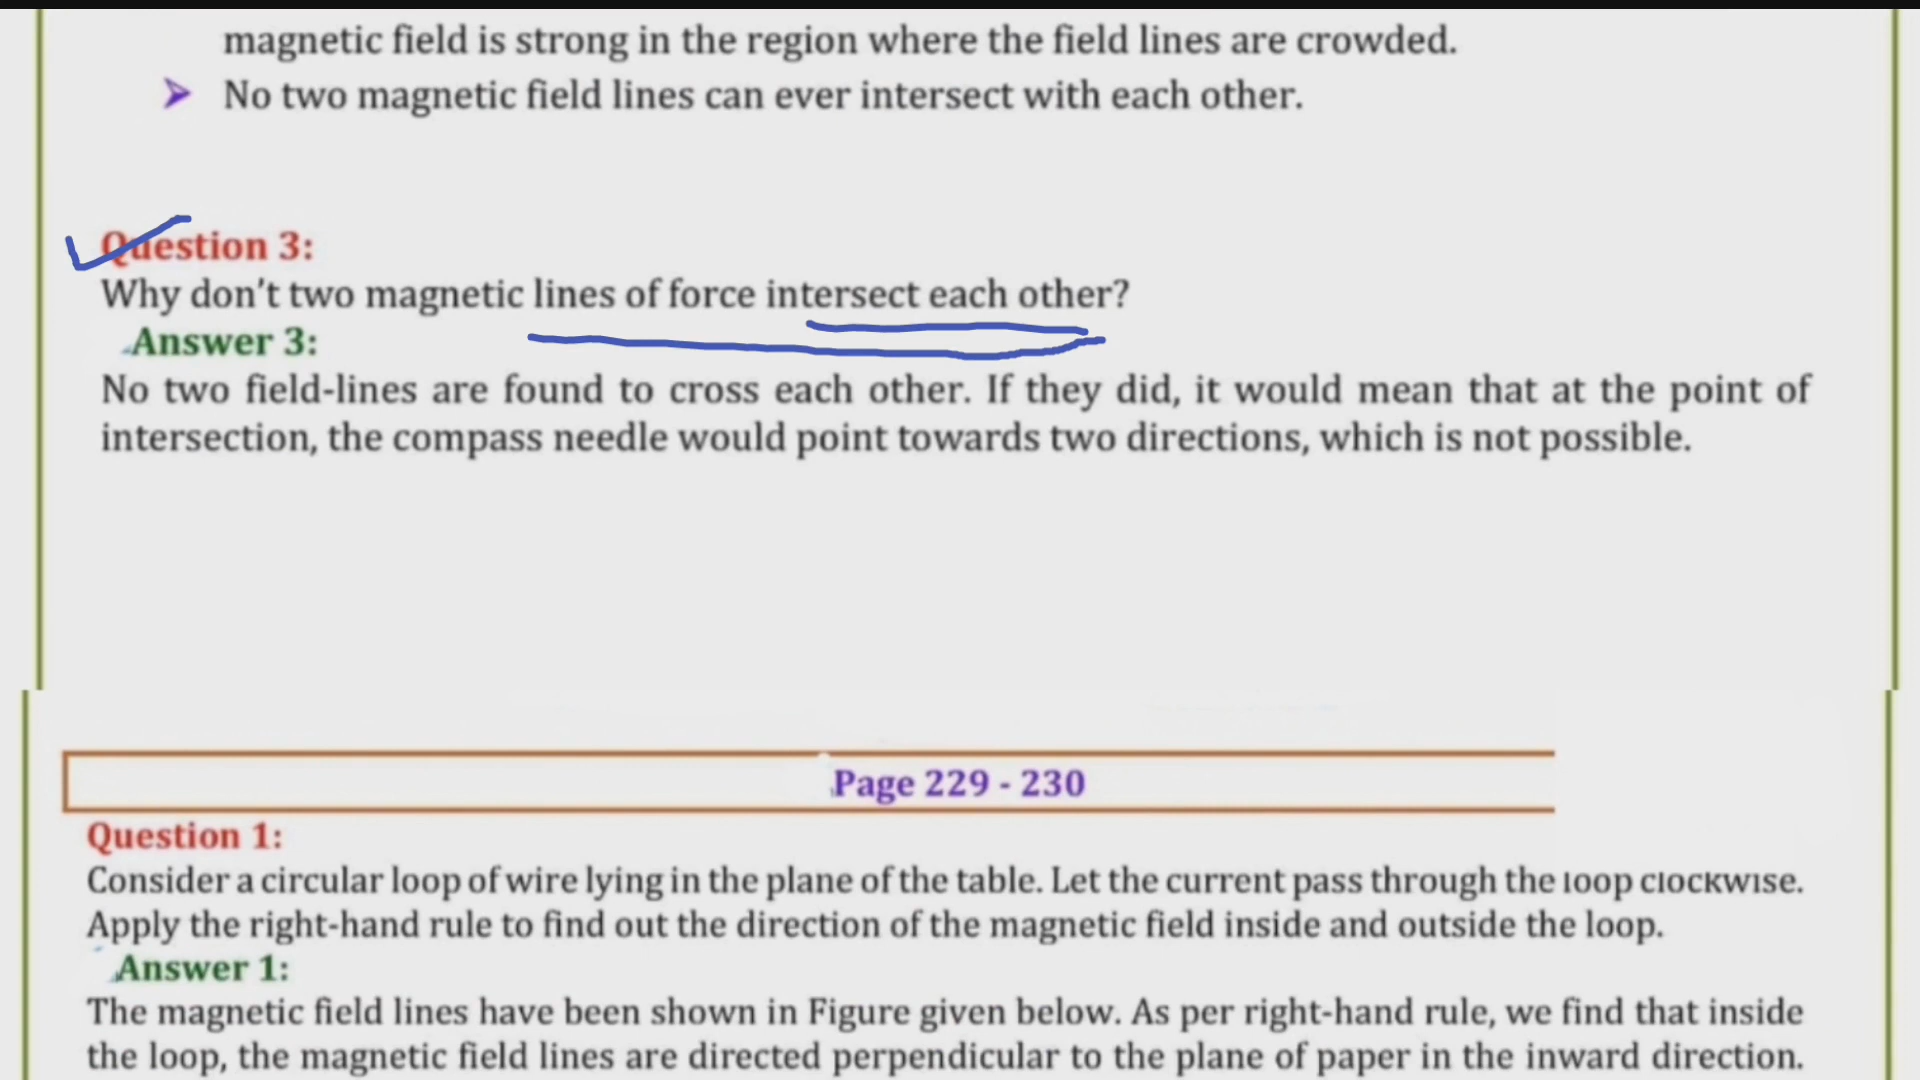 magnetic field is strong in the region where the field lines are crowded.
➤ No two magnetic field lines can ever intersect with each other.
Question 3:
Why don't two magnetic lines of force intersect each other?
Answer 3:
No two field-lines are found to cross each other. If they did, it would mean that at the point of
intersection, the compass needle would point towards two directions, which is not possible.
Page 229 - 230
Question 1:
Consider a circular loop of wire lying in the plane of the table. Let the current pass through the loop clockwise.
Apply the right-hand rule to find out the direction of the magnetic field inside and outside the loop.
Answer 1:
The magnetic field lines have been shown in Figure given below. As per right-hand rule, we find that inside
the loop, the magnetic field lines are directed perpendicular to the plane of paper in the inward direction.